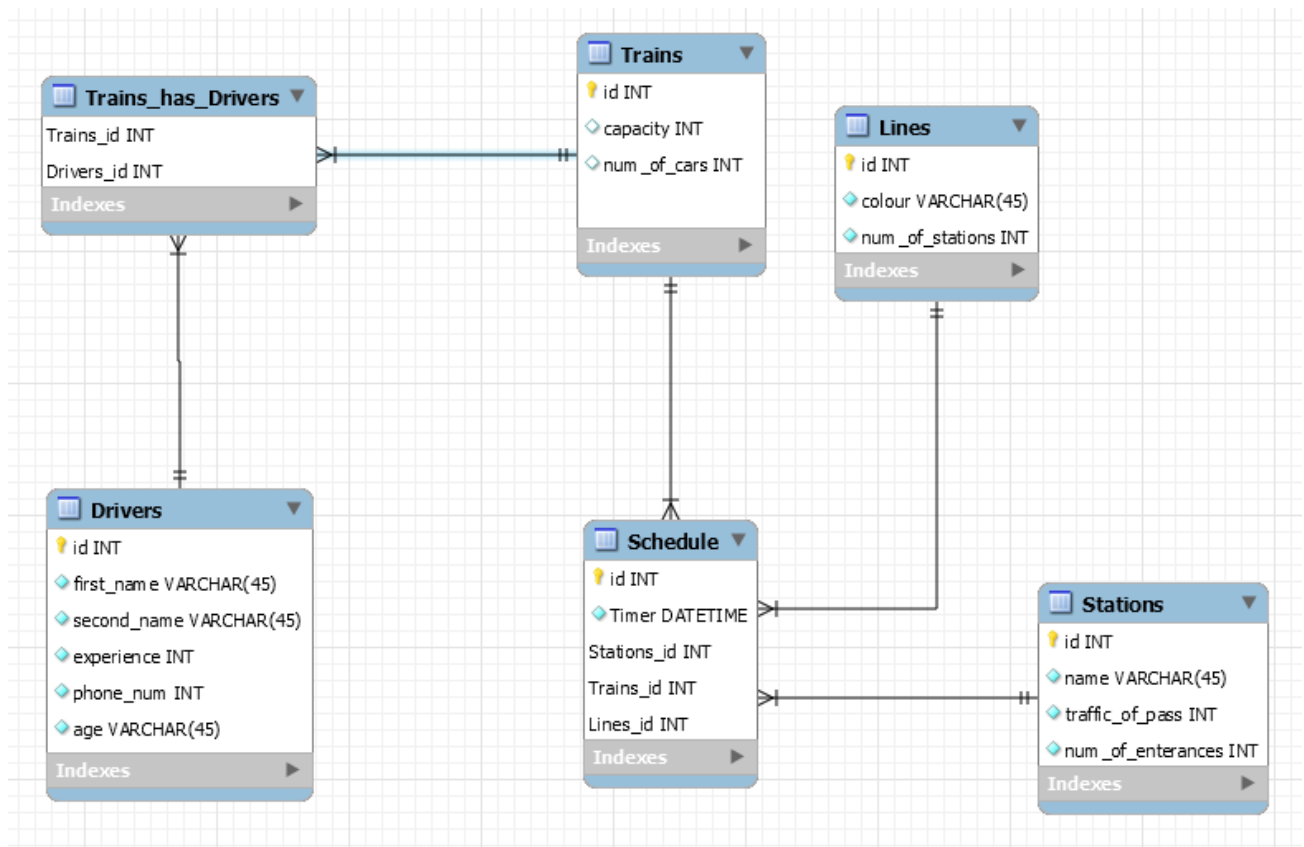 Trains_has_Drivers
Trains_id INT
Drivers_id INT
Indexes
Trains
id INT
capacity INT
num_of_cars INT
Indexes
Lines
id INT
colour VARCHAR(45)
num_of_stations INT
Indexes
Drivers
id INT
first_name VARCHAR(45)
second_name VARCHAR(45)
experience INT
phone_num INT
age VARCHAR(45)
Indexes
Schedule
id INT
Timer DATETIME
Stations_id INT
Trains_id INT
Lines_id INT
Indexes
Stations
id INT
name VARCHAR(45)
traffic_of_pass INT
num_of_enterances INT
Indexes